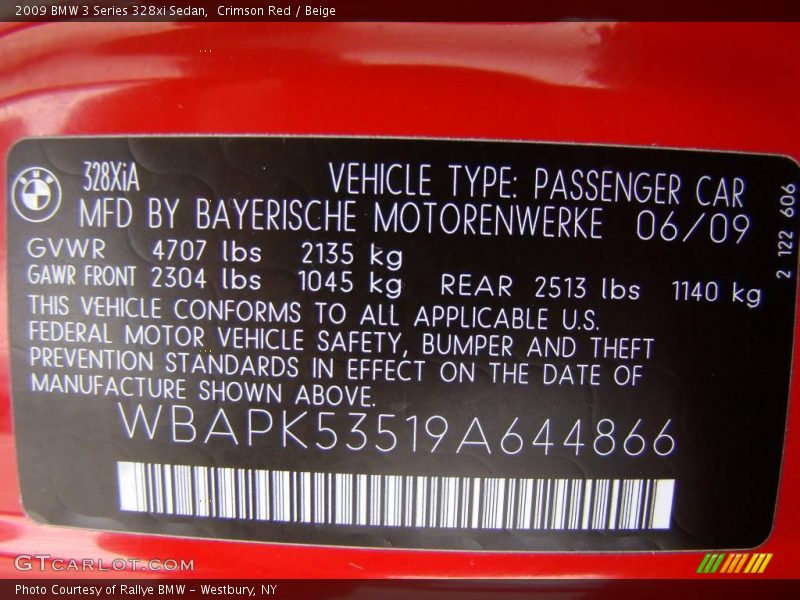 2009 BMW 3 Series 328xi Sedan,  Crimson Red / Beige
328XiA
VEHICLE TYPE: PASSENGER CAR
MFD BY BAYERISCHE MOTORENWERKE 06/09
GVWR 4707 lbs 2135 kg
GAWR FRONT 2304 lbs 1045 kg REAR 2513 lbs 1140 kg
THIS VEHICLE CONFORMS TO ALL APPLICABLE U.S.
FEDERAL MOTOR VEHICLE SAFETY, BUMPER AND THEFT
PREVENTION STANDARDS IN EFFECT ON THE DATE OF
MANUFACTURE SHOWN ABOVE.
WBAPK53519A644866
2 122 606
GTCARLOT.COM
Photo Courtesy of Rallye BMW - Westbury, NY